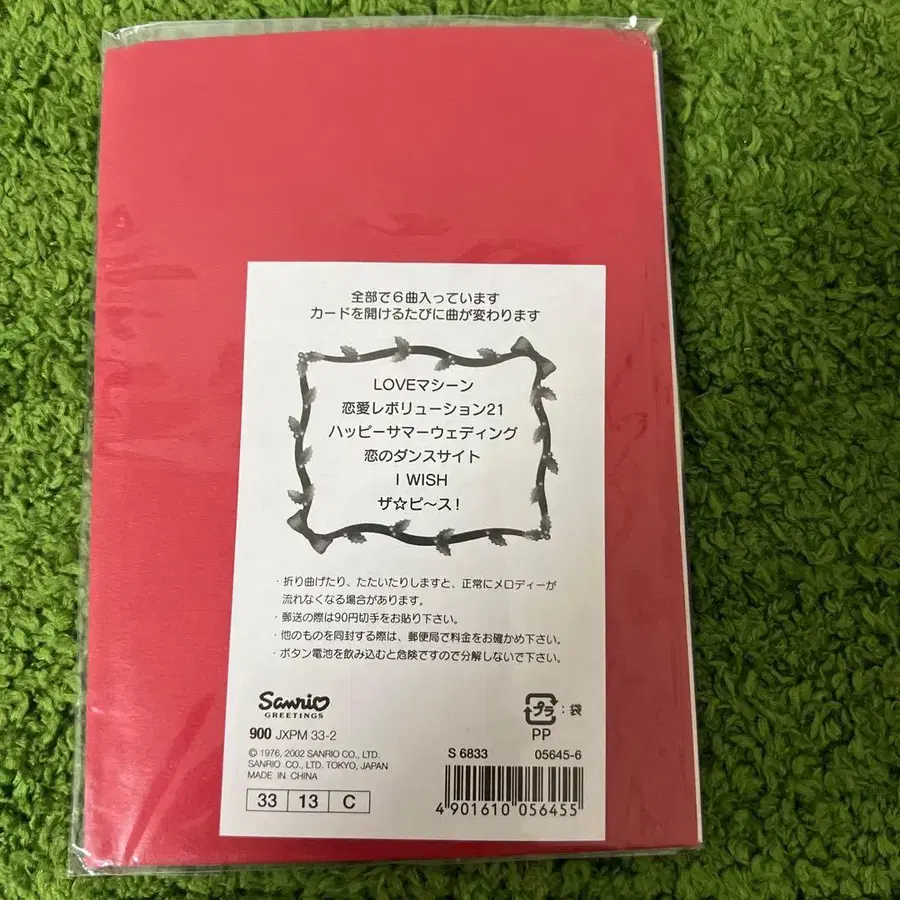 全部で6曲入っています
カードを開けるたびに曲が変わります
LOVEマシーン
恋愛レボリューション21
ハッピーサマーウェディング
恋のダンスサイト
I WISH
ザ☆ピ〜ス!
・折り曲げたり、たたいたりしますと、正常にメロディーが
流れなくなる場合があります。
・郵送の際は90円切手をお貼り下さい。
・他のものを同封する際は、郵便局で料金をお確かめ下さい。
・ボタン電池を飲み込むと危険ですので分解しないで下さい。
Sanrio
GREETINGS
900 JXPM 33-2
© 1976, 2002 SANRIO CO., LTD.
SANRIO CO., LTD. TOKYO, JAPAN
MADE IN CHINA
33 13 C
プラ : 袋
PP
S 6833 05645-6
4 901610 056455